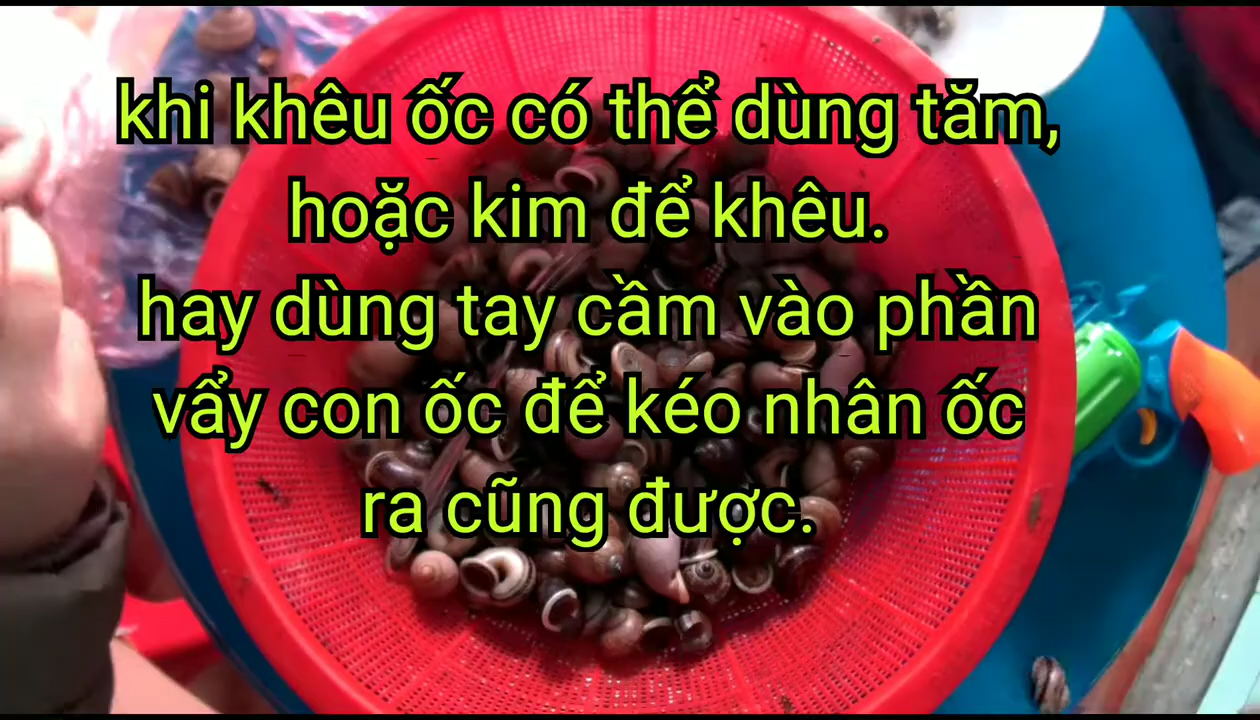 khi khêu ốc có thể dùng tăm,
hoặc kim để khêu.
hay dùng tay cầm vào phần
vẩy con ốc để kéo nhân ốc
ra cũng được.